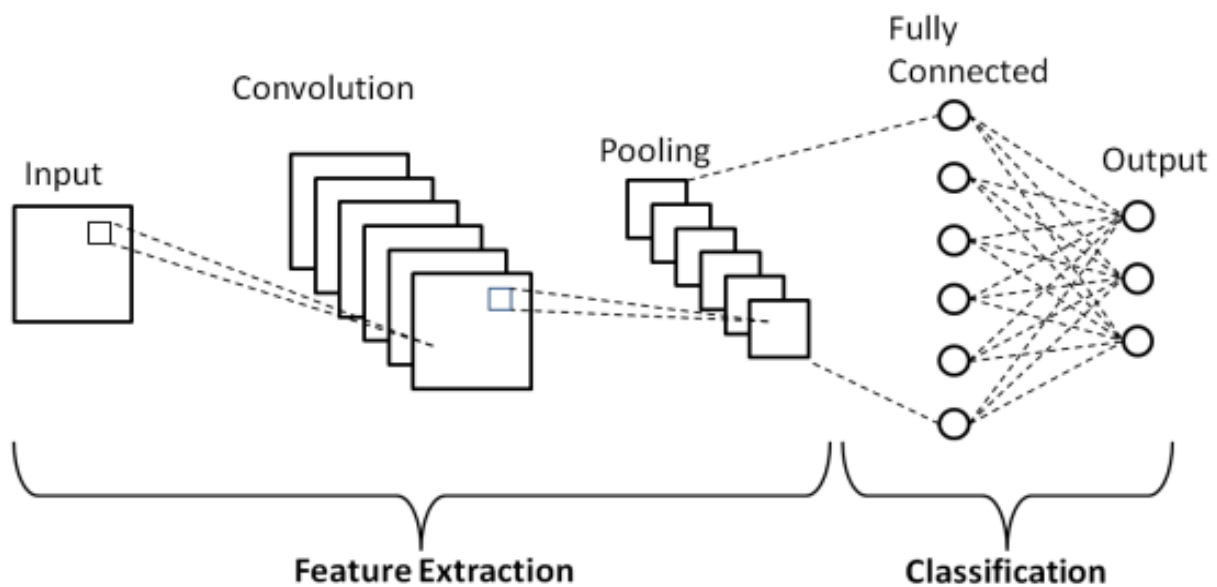 Input
Convolution
Pooling
Fully
Connected
Output
Feature Extraction
Classification